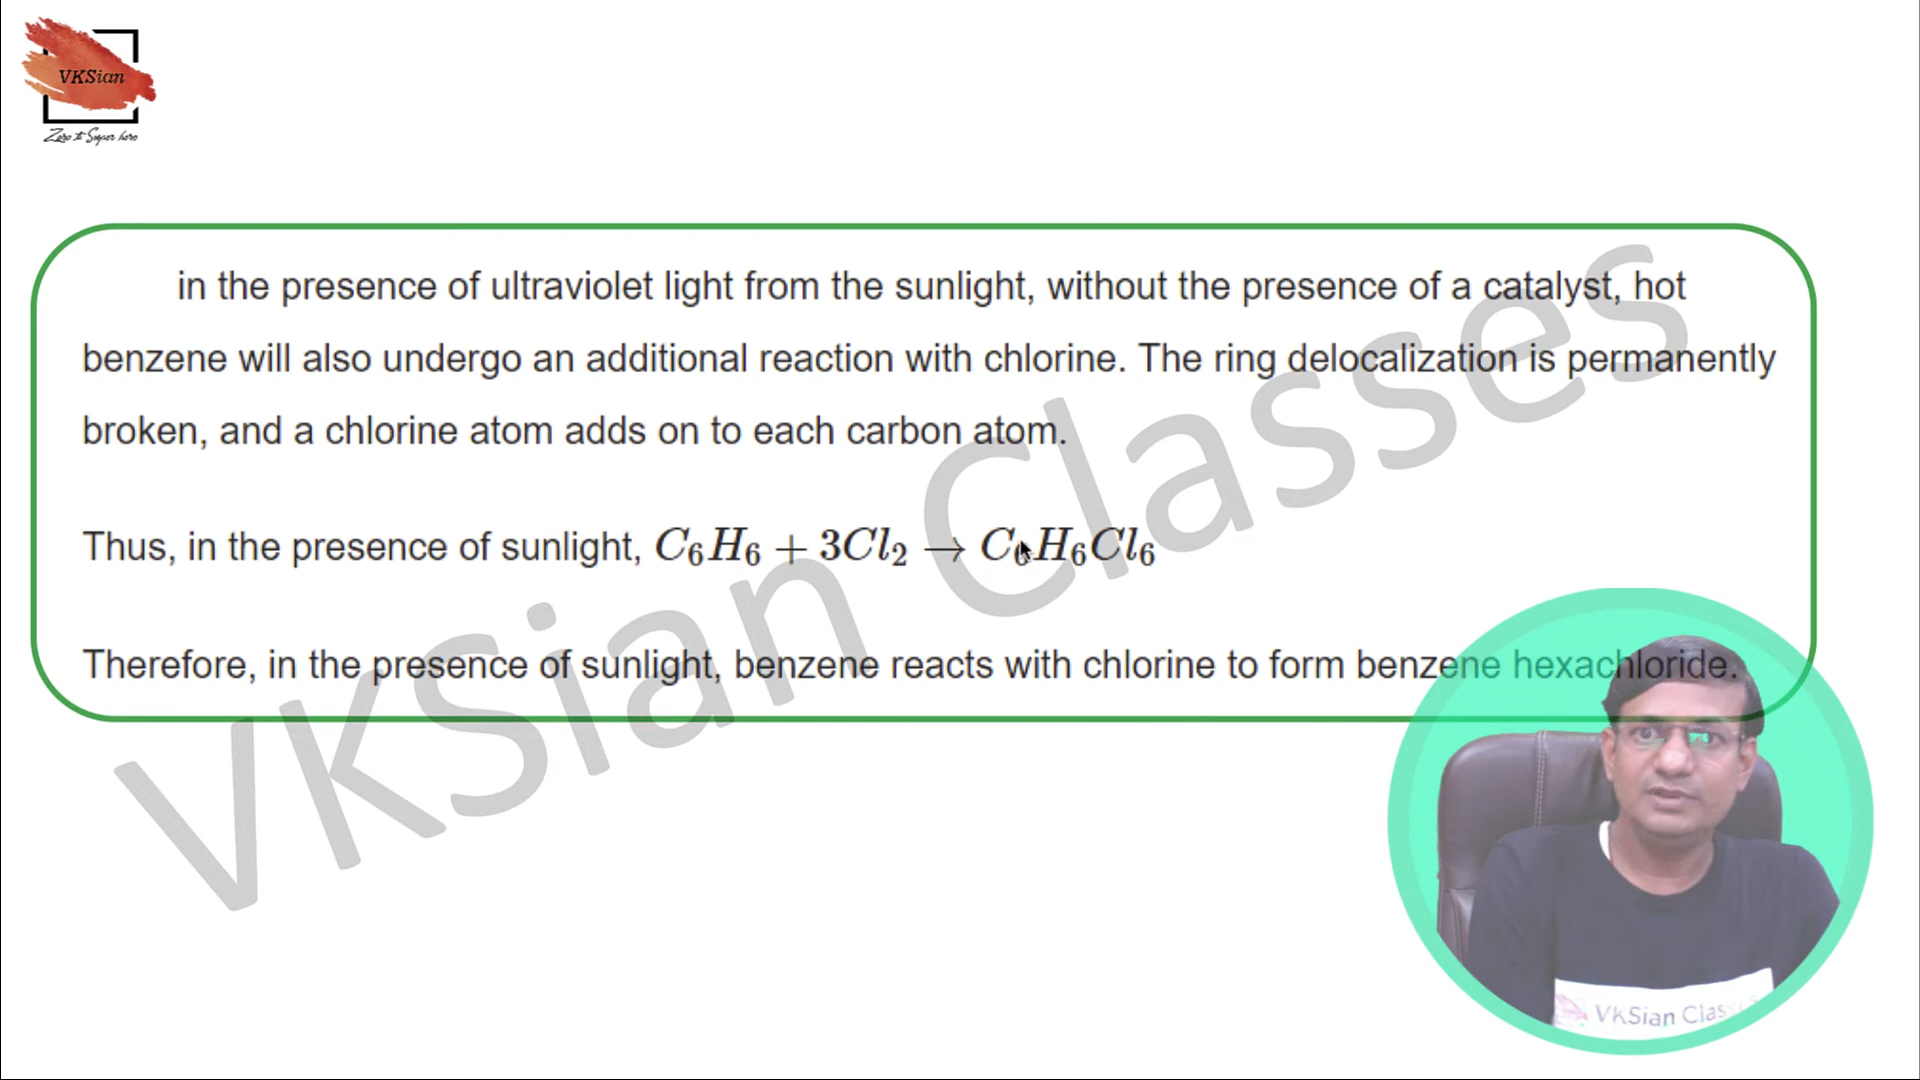 VKSian
Zero to Super hero
in the presence of ultraviolet light from the sunlight, without the presence of a catalyst, hot
benzene will also undergo an additional reaction with chlorine. The ring delocalization is permanently
broken, and a chlorine atom adds on to each carbon atom.
Thus, in the presence of sunlight, C₆H₆ + 3Cl₂ → C₆H₆Cl₆
Therefore, in the presence of sunlight, benzene reacts with chlorine to form benzene hexachloride.
VKSian Classes
VkSian Clas